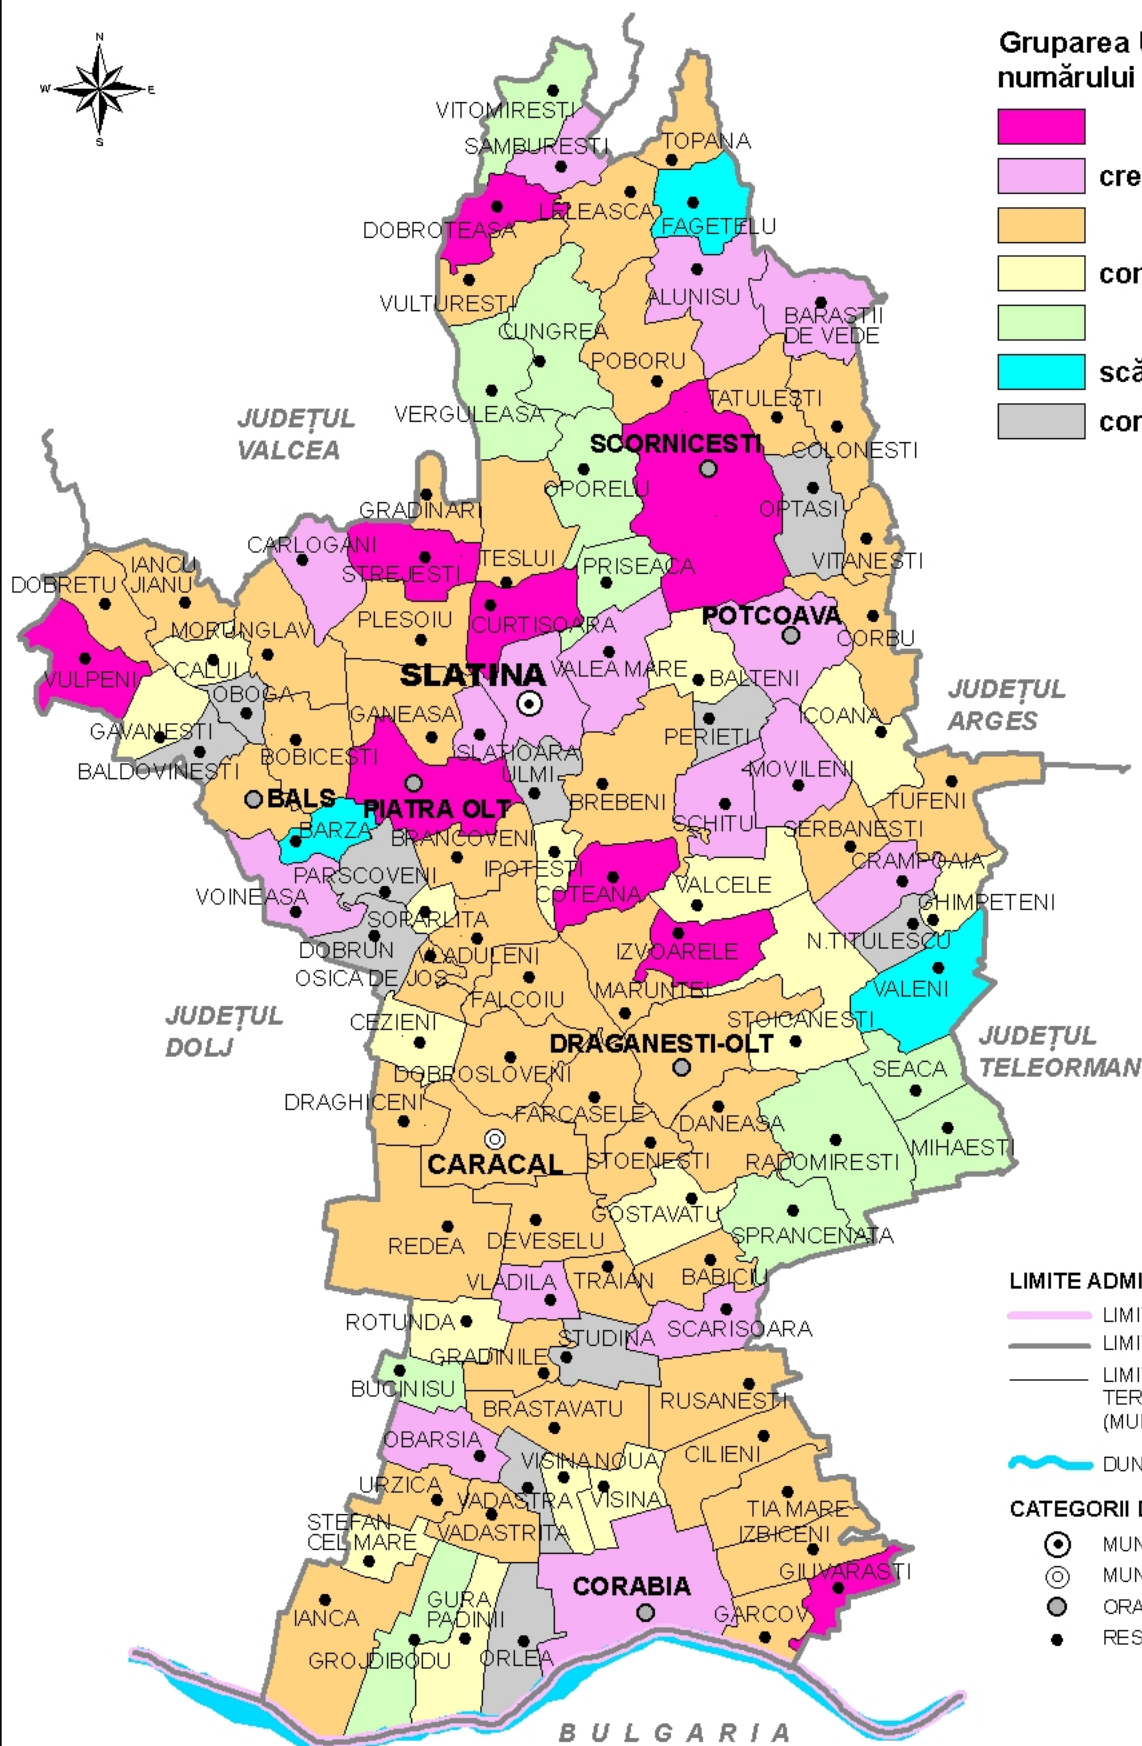 N
W
E
S
Gruparea
numărului
cre
con
scă
con
VITOMIRESTI
SAMBURESTI
TOPANA
DOBROTEASA
LELEASCA
FAGETELU
VULTURESTI
ALUNISU
BARASTII
DE VEDE
CUNGREA
POBORU
TATULESTI
VERGULEASA
JUDEȚUL
VALCEA
SCORNICESTI
COLONESTI
OPORELU
GRADINARI
OPTASI
CARLOGANI
TESLUI
VITANESTI
IANCU
JIANU
DOBRETU
STREJESTI
PRISEACA
PLESOIU
CURTISOARA
POTCOAVA
CORBU
MORUNGLAV
CALUI
VULPENI
SLATINA
VALEA MARE
BALTENI
OBOGA
JUDEȚUL
ARGES
GANEASA
ICOANA
GAVANESTI
PERIETI
BOBICESTI
SLATIOARA
BALDOVINESTI
ULMI
MOVILENI
BALS
PIATRA OLT
BREBENI
TUFENI
BARZA
SCHITUL
SERBANESTI
BRANCOVENI
IPOTESTI
CRAMPOAIA
PARSCOVENI
COTEANA
VALCELE
VOINEASA
GHIMPETENI
SOPARLITA
N.TITULESCU
DOBRUN
VLADULENI
IZVOARELE
OSICA DE JOS
VALENI
FALCOIU
MARUNTEI
JUDEȚUL
DOLJ
CEZIENI
STOICANESTI
DRAGANESTI-OLT
JUDEȚUL
TELEORMAN
DOBROSLOVENI
SEACA
DRAGHICENI
FARCASELE
DANEASA
MIHAESTI
CARACAL
STOENESTI
RADOMIRESTI
GOSTAVATU
REDEA
DEVESELU
SPRANCENATA
VLADILA
TRAIAN
BABICIU
LIMITE ADMI
LIMI
ROTUNDA
STUDINA
SCARISOARA
LIMI
GRADINILE
LIMI
TER
(MU
BUCINISU
RUSANESTI
BRASTAVATU
OBARSIA
CILIENI
VISINA NOUA
DUN
URZICA
VADASTRA
VISINA
TIA MARE
CATEGORII D
STEFAN
CEL MARE
VADASTRITA
IZBICENI
MUN
GIUVARASTI
MUN
CORABIA
GURA
PADINII
IANCA
GARCOV
ORA
RES
GROJDIBODU
ORLEA
BULGARIA